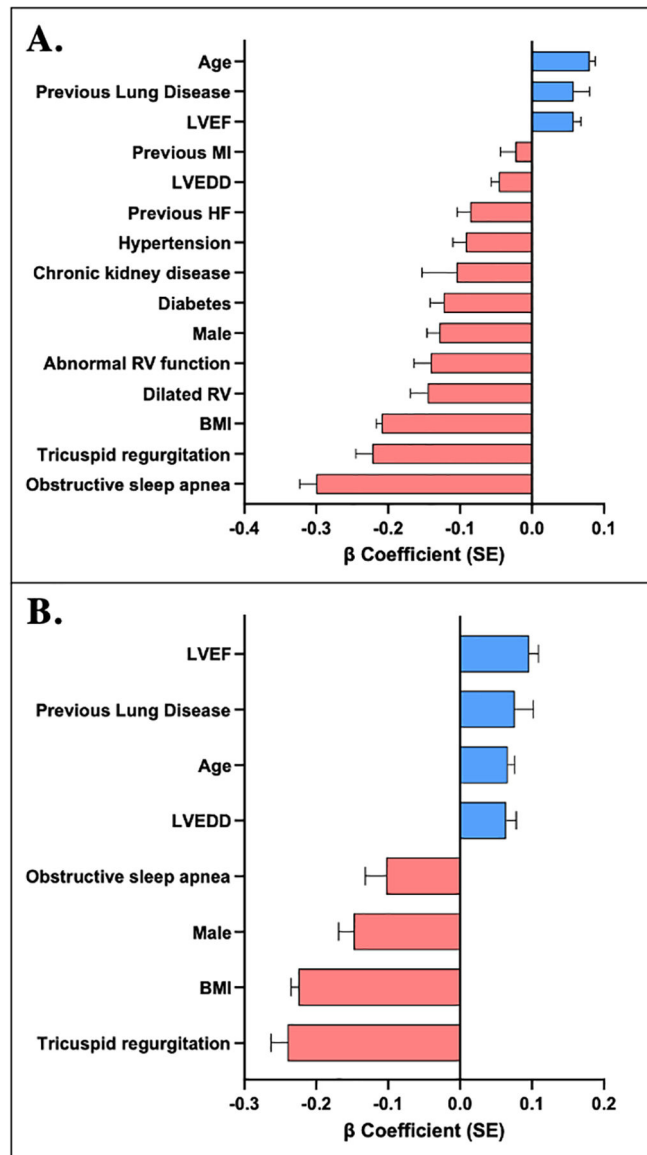 A.
Age
Previous Lung Disease
LVEF
Previous MI
LVEDD
Previous HF
Hypertension
Chronic kidney disease
Diabetes
Male
Abnormal RV function
Dilated RV
BMI
Tricuspid regurgitation
Obstructive sleep apnea
-0.4 -0.3 -0.2 -0.1 0.0 0.1
β Coefficient (SE)
B.
LVEF
Previous Lung Disease
Age
LVEDD
Obstructive sleep apnea
Male
BMI
Tricuspid regurgitation
-0.3 -0.2 -0.1 0.0 0.1 0.2
β Coefficient (SE)